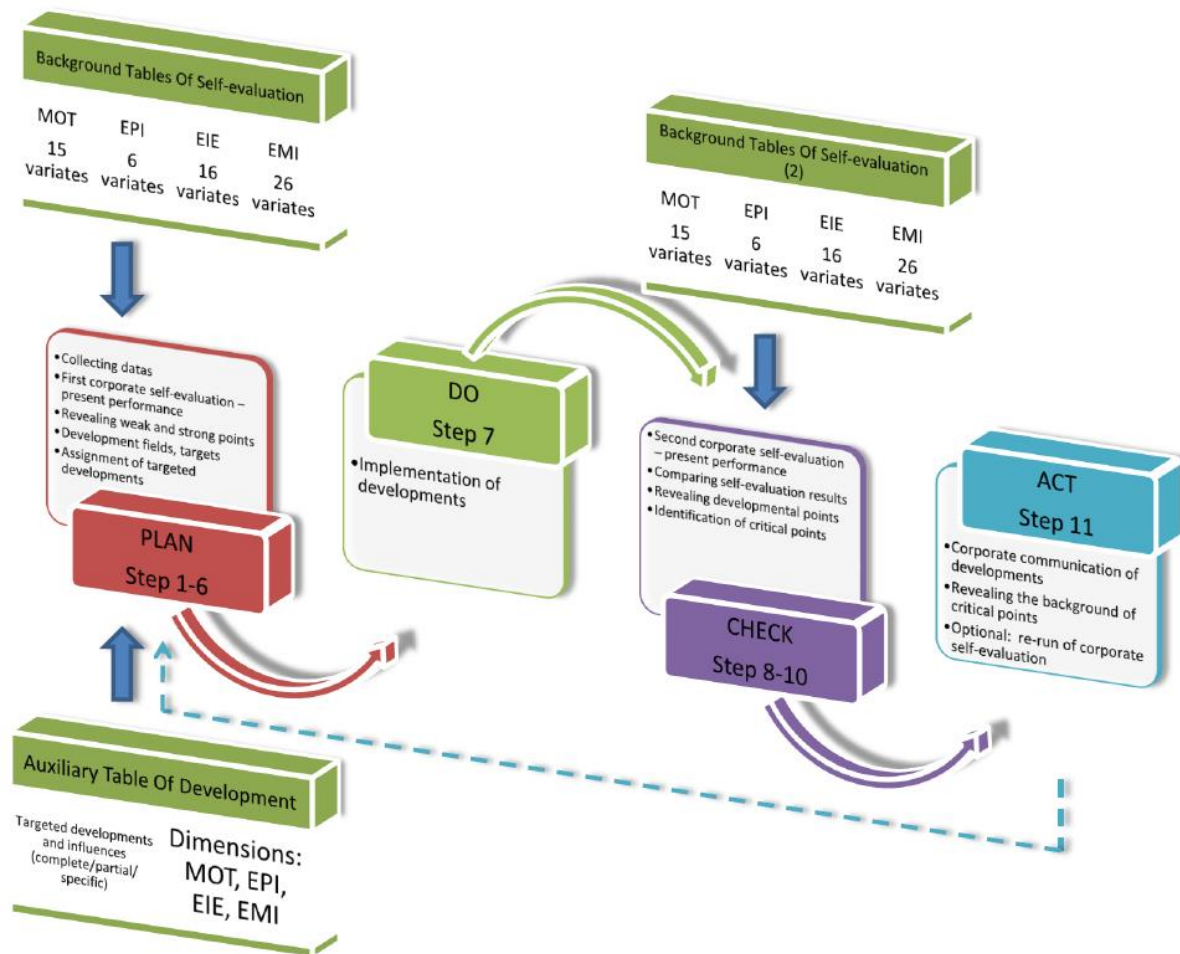 Background Tables Of Self-evaluation
MOT
15
variates
EPI
6
variates
EIE
16
variates
EMI
26
variates
Background Tables Of Self-evaluation
(2)
MOT
15
variates
EPI
6
variates
EIE
16
variates
EMI
26
variates
•Collecting datas
•First corporate self-evaluation –
present performance
•Revealing weak and strong points
•Development fields, targets
•Assignment of targeted
developments
PLAN
Step 1-6
DO
Step 7
•Implementation of
developments
•Second corporate self-evaluation
– present performance
•Comparing self-evaluation results
•Revealing developmental points
•Identification of critical points
CHECK
Step 8-10
ACT
Step 11
•Corporate communication of
developments
•Revealing the background of
critical points
•Optional: re-run of corporate
self-evaluation
Auxiliary Table Of Development
Targeted developments
and influences
(complete/partial/
specific)
Dimensions:
MOT, EPI,
EIE, EMI